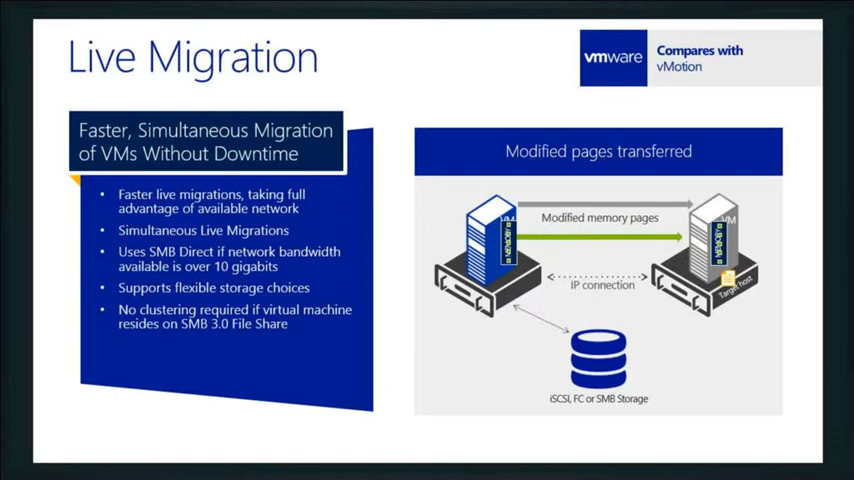 Live Migration
vmware
Compares with
vMotion
Faster, Simultaneous Migration
of VMs Without Downtime
• Faster live migrations, taking full
advantage of available network
• Simultaneous Live Migrations
• Uses SMB Direct if network bandwidth
available is over 10 gigabits
• Supports flexible storage choices
• No clustering required if virtual machine
resides on SMB 3.0 File Share
Modified pages transferred
VM
MEMORY
Modified memory pages
VM
MEMORY
IP connection
Target host
iSCSI, FC or SMB Storage